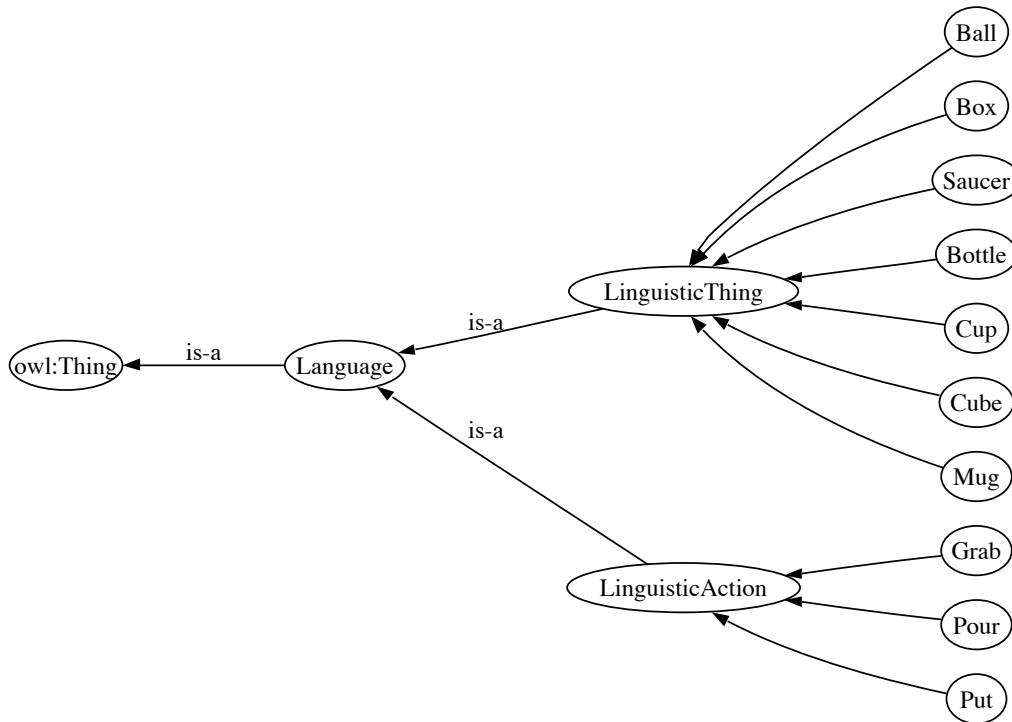 Ball
Box
Saucer
Bottle
LinguisticThing
is-a
Cup
is-a
owl:Thing
Language
Cube
is-a
Mug
Grab
LinguisticAction
Pour
Put